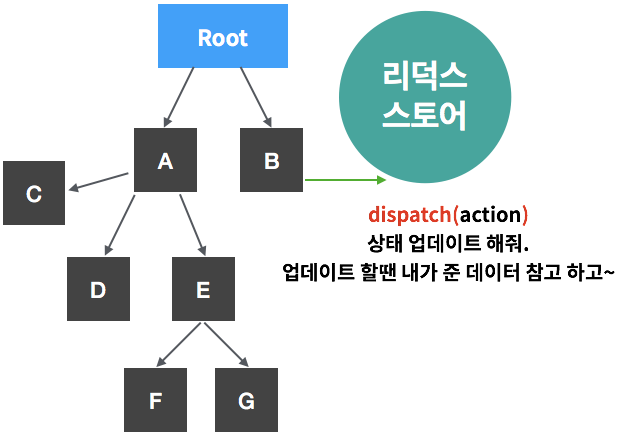 Root
리덕스
스토어
A
B
C
dispatch(action)
상태 업데이트 해줘.
업데이트 할땐 내가 준 데이터 참고 하고~
D
E
F
G